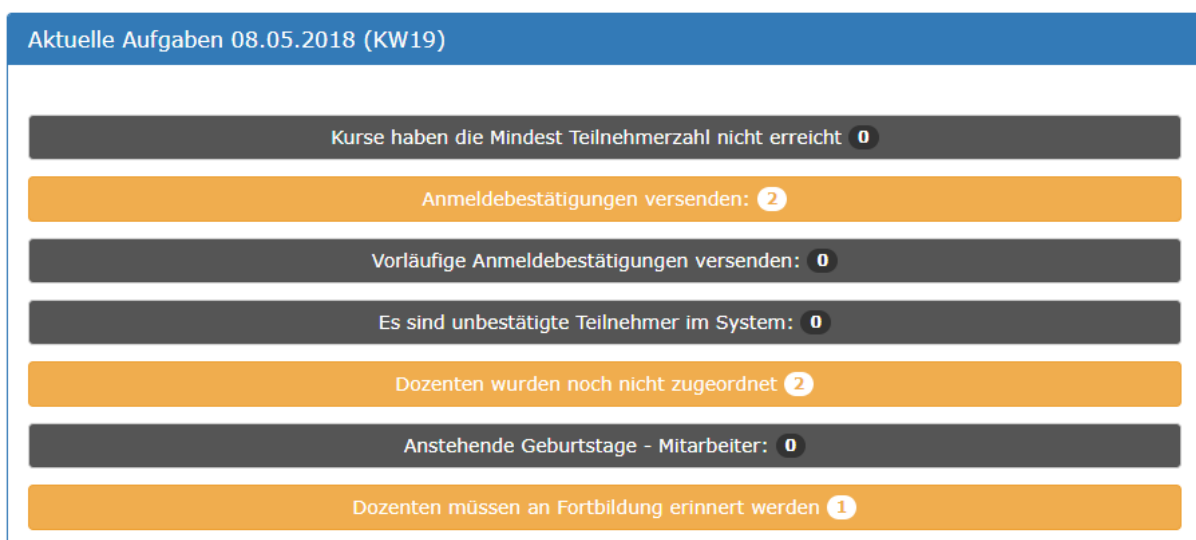 Aktuelle Aufgaben 08.05.2018 (KW19)
Kurse haben die Mindest Teilnehmerzahl nicht erreicht 0
Anmeldebestätigungen versenden: 2
Vorläufige Anmeldebestätigungen versenden: 0
Es sind unbestätigte Teilnehmer im System: 0
Dozenten wurden noch nicht zugeordnet 2
Anstehende Geburtstage - Mitarbeiter: 0
Dozenten müssen an Fortbildung erinnert werden 1